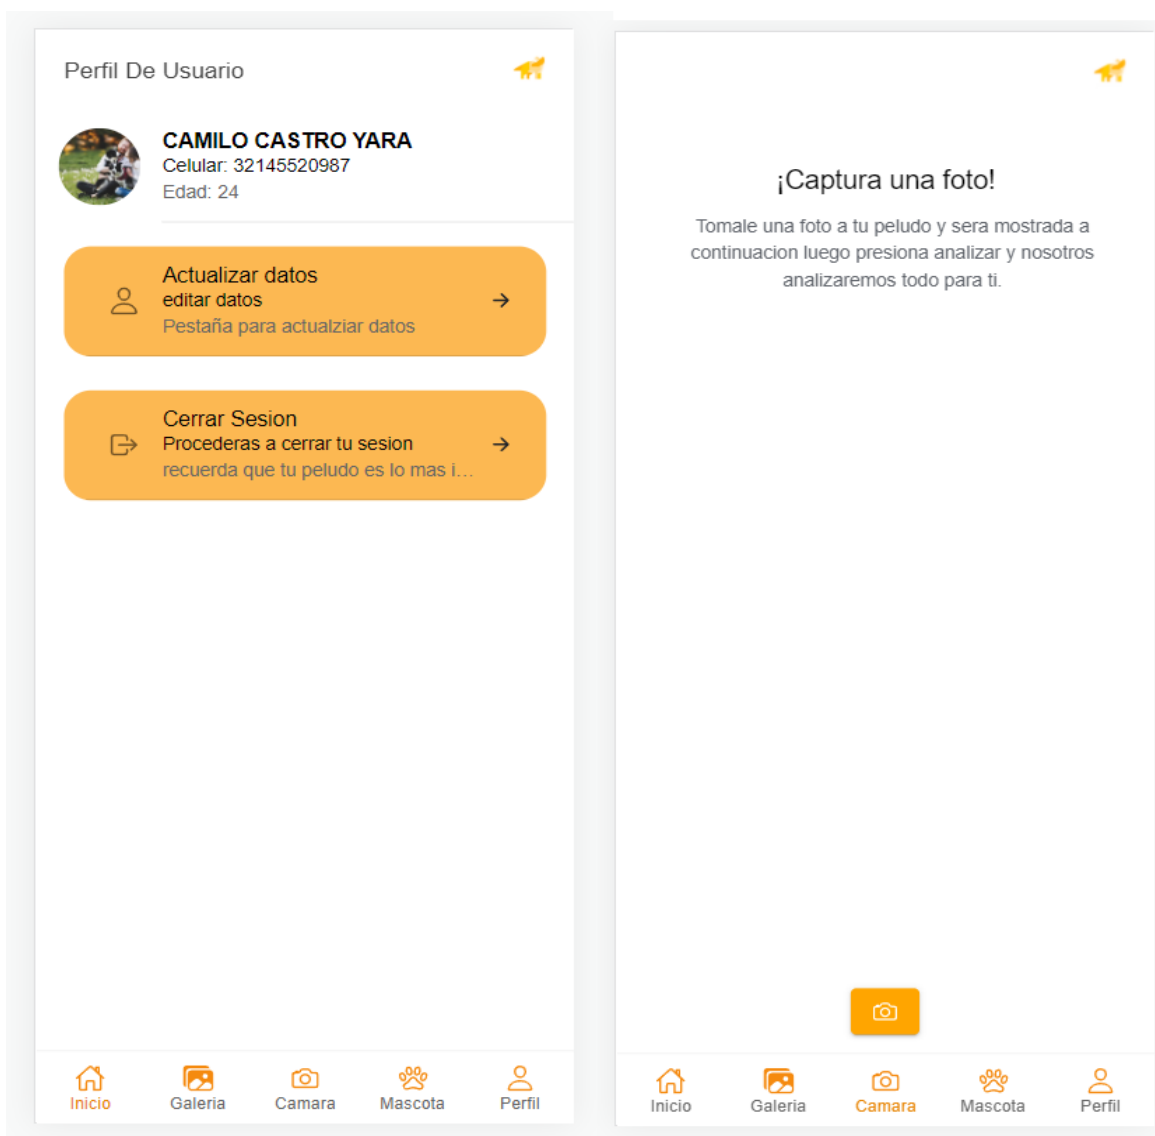 Perfil De Usuario
CAMILO CASTRO YARA
Celular: 32145520987
Edad: 24
Actualizar datos
editar datos
Pestaña para actualziar datos
Cerrar Sesion
Procederas a cerrar tu sesion
recuerda que tu peludo es lo mas i...
Inicio
Galeria
Camara
Mascota
Perfil
¡Captura una foto!
Tomale una foto a tu peludo y sera mostrada a
continuacion luego presiona analizar y nosotros
analizaremos todo para ti.
Inicio
Galeria
Camara
Mascota
Perfil